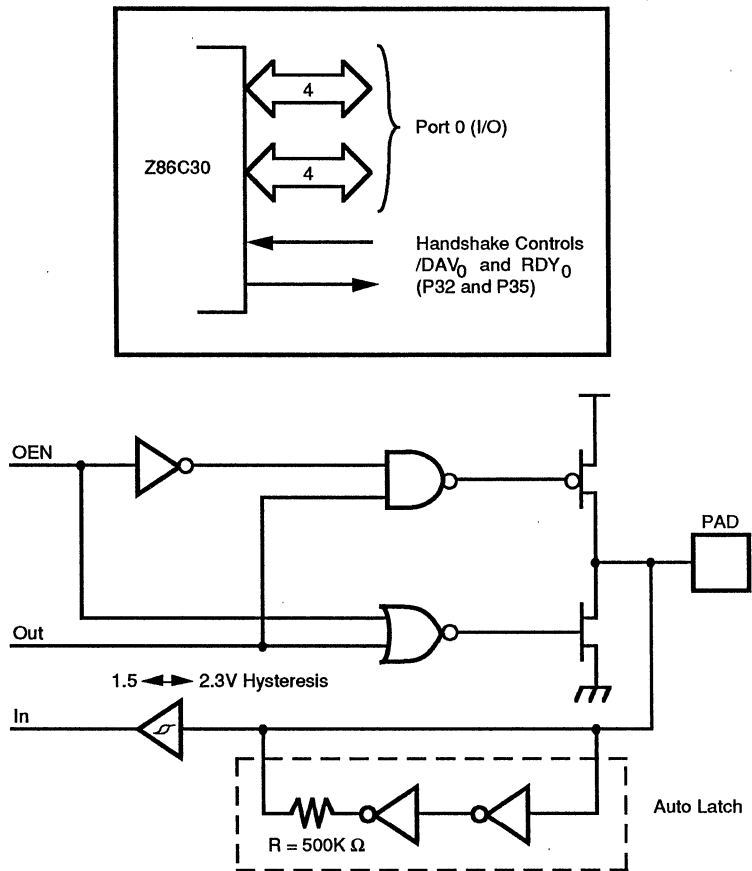 4
Port 0 (I/O)
Z86C30
4
Handshake Controls
/DAV0 and RDY0
(P32 and P35)
OEN
PAD
Out
1.5 2.3V Hysteresis
In
Auto Latch
R = 500K Ω